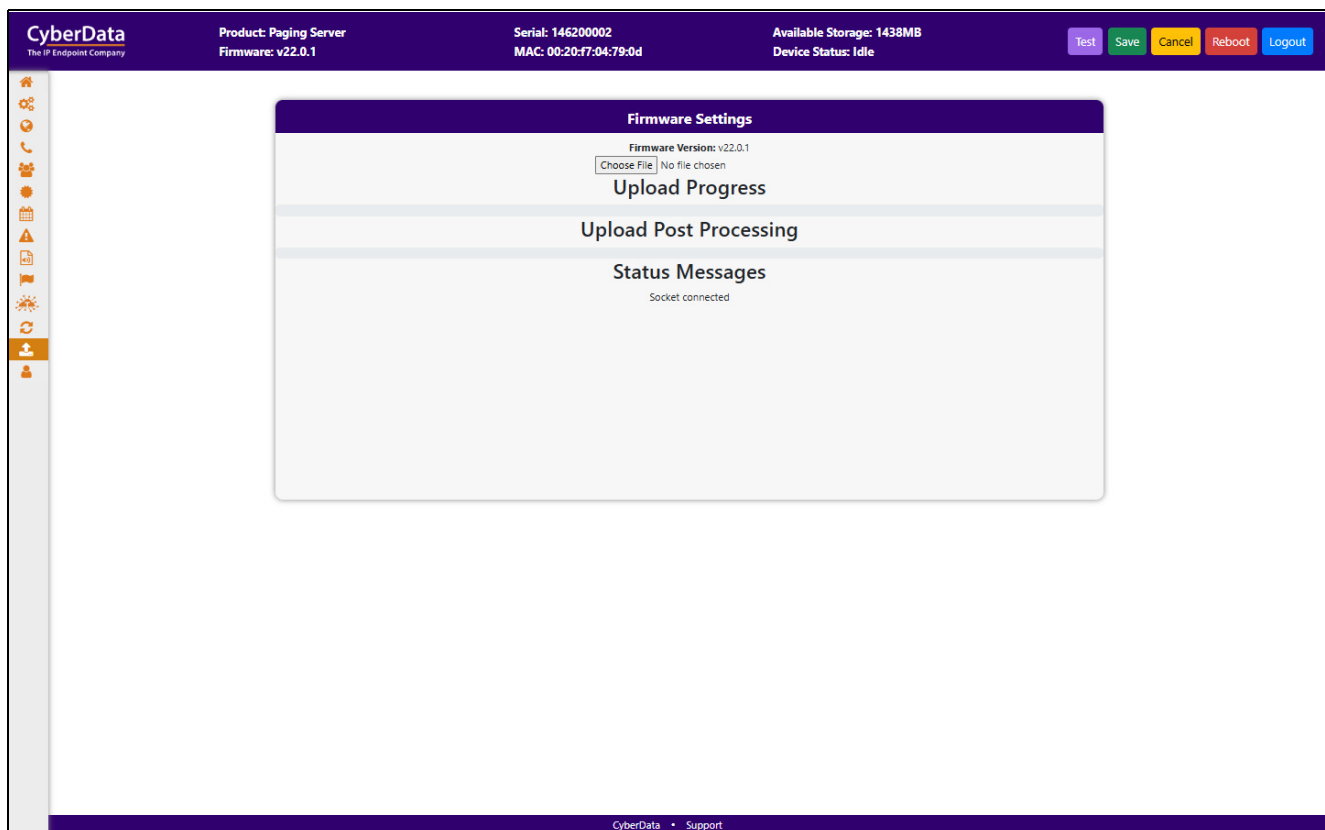 CyberData
The IP Endpoint Company
Product: Paging Server
Firmware: v22.0.1
Serial: 146200002
MAC: 00:20:f7:04:79:0d
Available Storage: 1438MB
Device Status: Idle
Test Save Cancel Reboot Logout
Firmware Settings
Firmware Version: v22.0.1
Choose File No file chosen
Upload Progress
Upload Post Processing
Status Messages
Socket connected
CyberData • Support